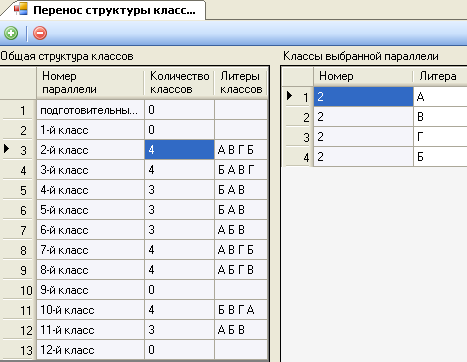 Перенос структуры класс...
Общая структура классов
Номер параллели Количество классов Литеры классов
1 подготовительны... 0
2 1-й класс 0
3 2-й класс 4 А В Г Б
4 3-й класс 4 Б А В Г
5 4-й класс 3 Б А В
6 5-й класс 3 Б А В
7 6-й класс 3 А Б В
8 7-й класс 4 А В Г Б
9 8-й класс 4 А Б Г В
10 9-й класс 0
11 10-й класс 4 Б В Г А
12 11-й класс 3 А Б В
13 12-й класс 0
Классы выбранной параллели
Номер Литера
1 2 А
2 2 В
3 2 Г
4 2 Б